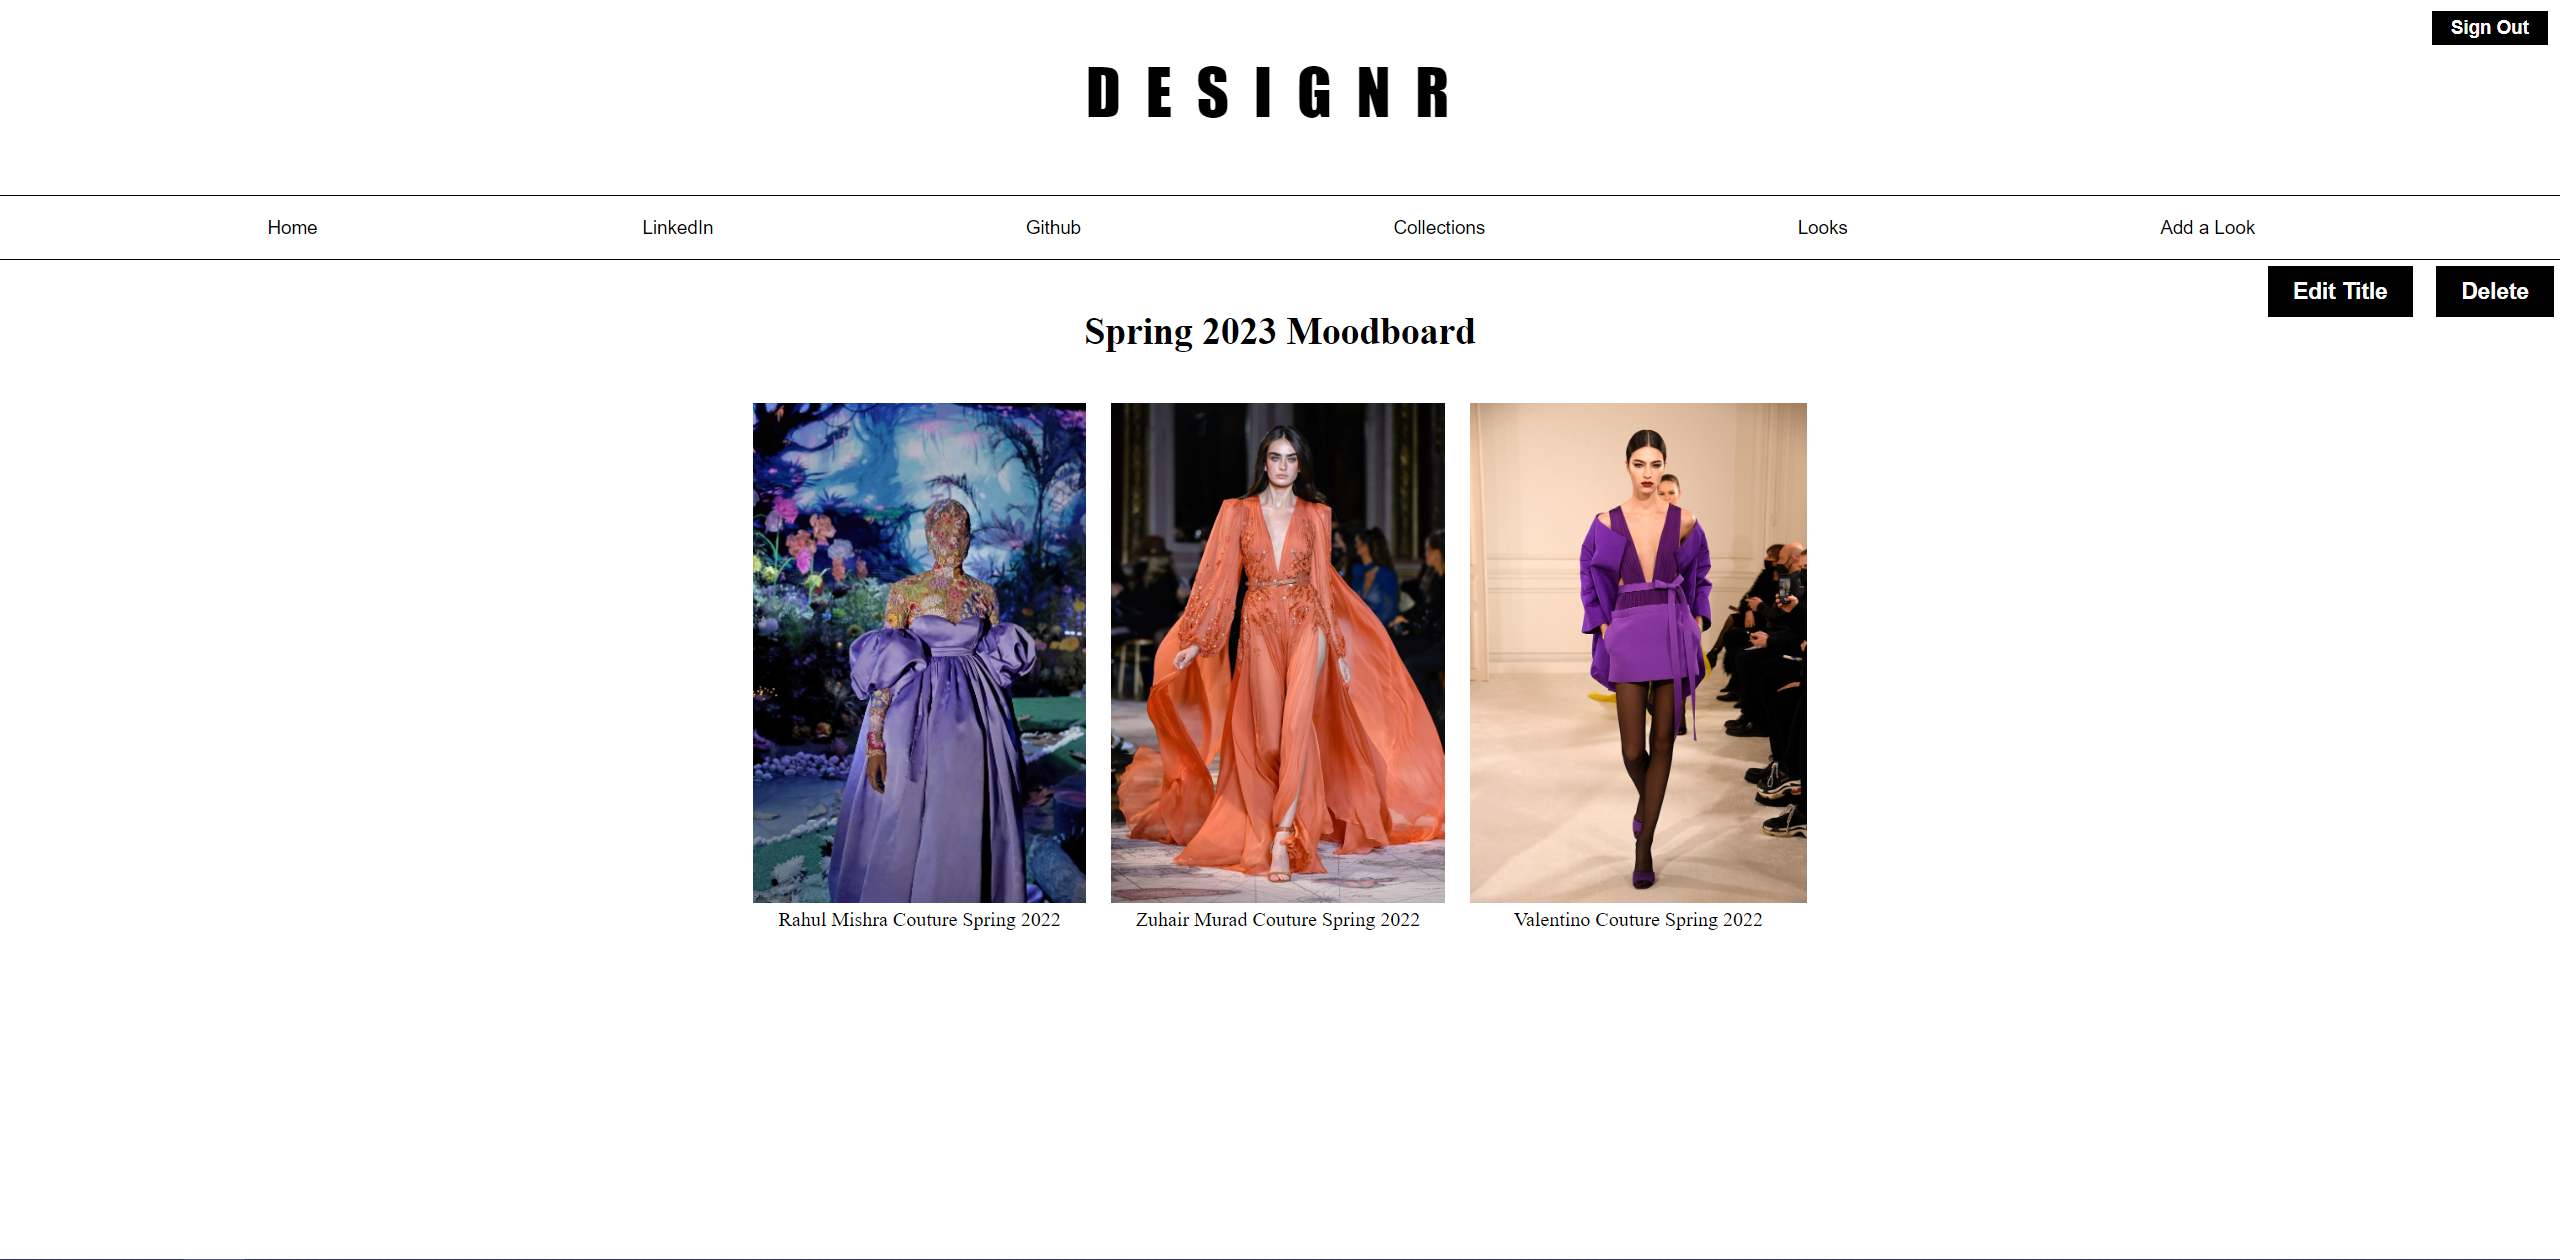 Sign Out
DESIGNR
Home LinkedIn Github Collections Looks Add a Look
Edit Title Delete
Spring 2023 Moodboard
Rahul Mishra Couture Spring 2022
Zuhair Murad Couture Spring 2022
Valentino Couture Spring 2022